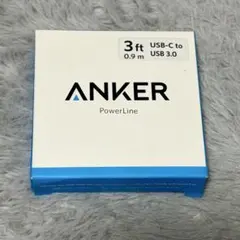 3 ft
0.9 m
USB-C to
USB 3.0
ANKER
PowerLine